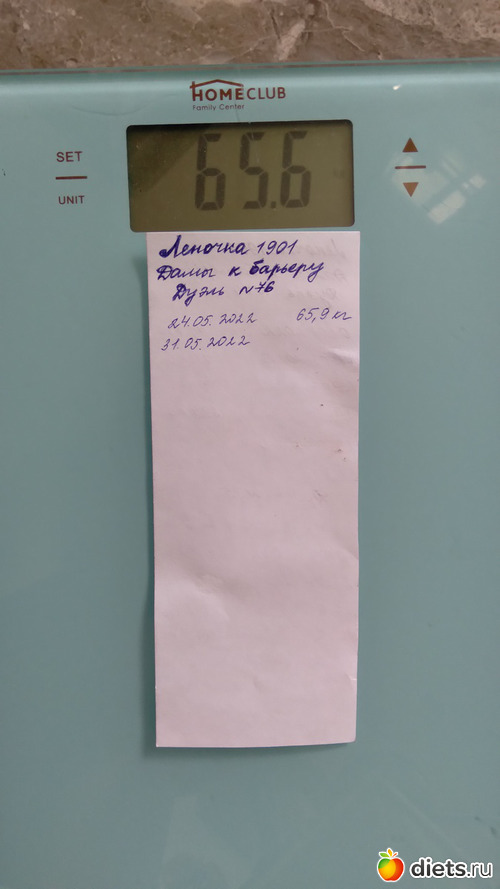 HOMECLUB
Family Center
SET
UNIT
65.6
Леночка 1901
Дамы к барьеру
Дуэль №76
24.05.2022 65,9 кг
31.05.2022
diets.ru